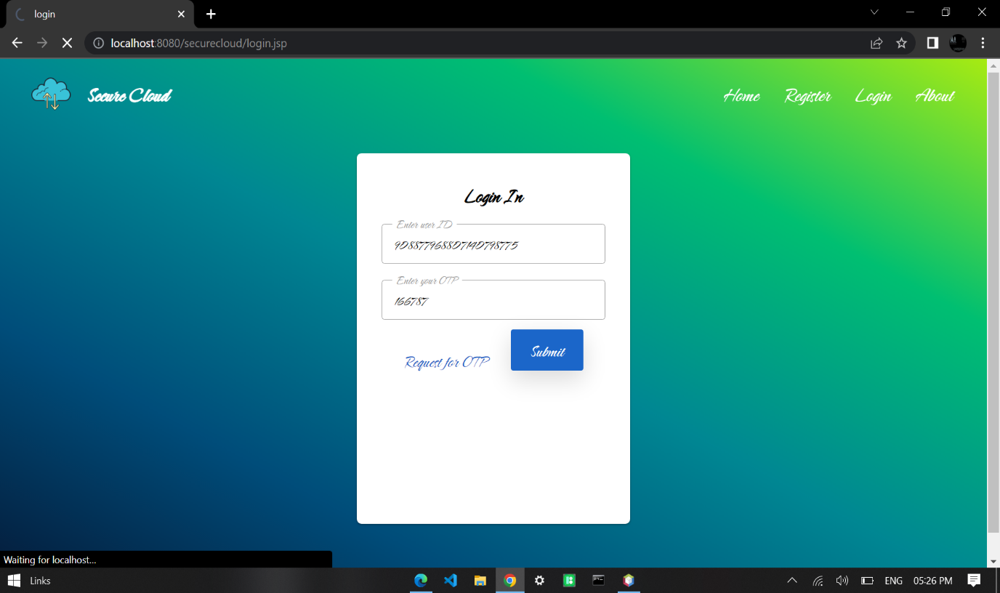 login
localhost:8080/securecloud/login.jsp
Secure Cloud
Home Register Login About
Login In
Enter user ID
9D88779688D714D798775
Enter your OTP
166787
Request for OTP
Submit
Waiting for localhost...
Links
ENG
05:26 PM